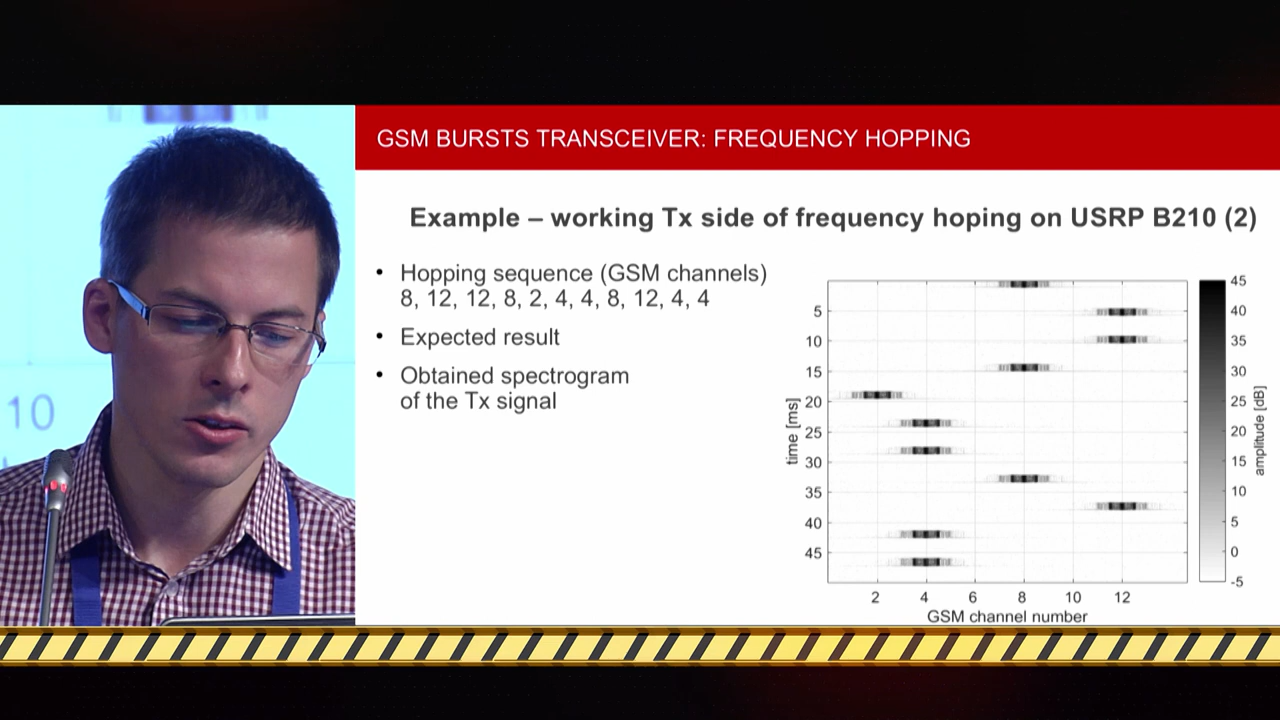 GSM BURSTS TRANSCEIVER: FREQUENCY HOPPING
Example – working Tx side of frequency hoping on USRP B210 (2)
• Hopping sequence (GSM channels)
8, 12, 12, 8, 2, 4, 4, 8, 12, 4, 4
• Expected result
• Obtained spectrogram
of the Tx signal
time [ms]
5
10
15
20
25
30
35
40
45
2 4 6 8 10 12
GSM channel number
45
40
35
30
25
20
15
10
5
0
-5
amplitude [dB]
10